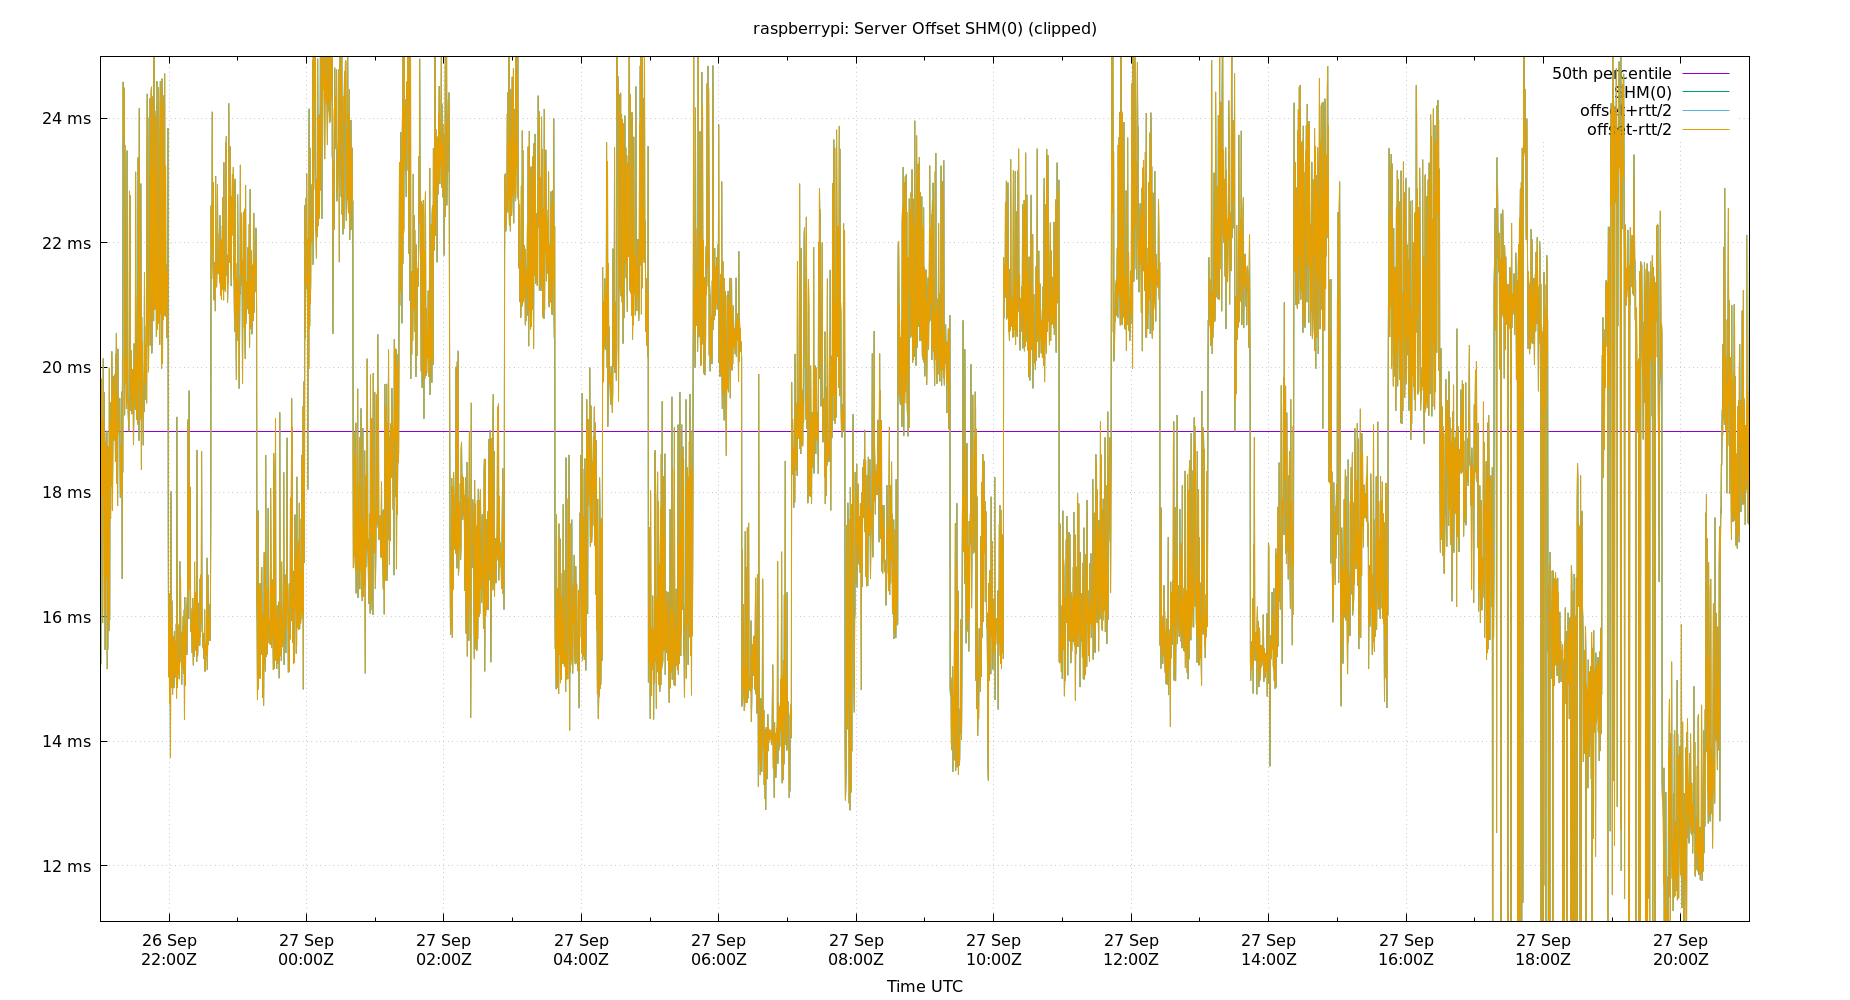 raspberrypi: Server Offset SHM(0) (clipped)
50th percentile
SHM(0)
offset+rtt/2
offset-rtt/2
24 ms
22 ms
20 ms
18 ms
16 ms
14 ms
12 ms
26 Sep 27 Sep 27 Sep 27 Sep 27 Sep 27 Sep 27 Sep 27 Sep 27 Sep 27 Sep 27 Sep 27 Sep
22:00Z 00:00Z 02:00Z 04:00Z 06:00Z 08:00Z 10:00Z 12:00Z 14:00Z 16:00Z 18:00Z 20:00Z
Time UTC